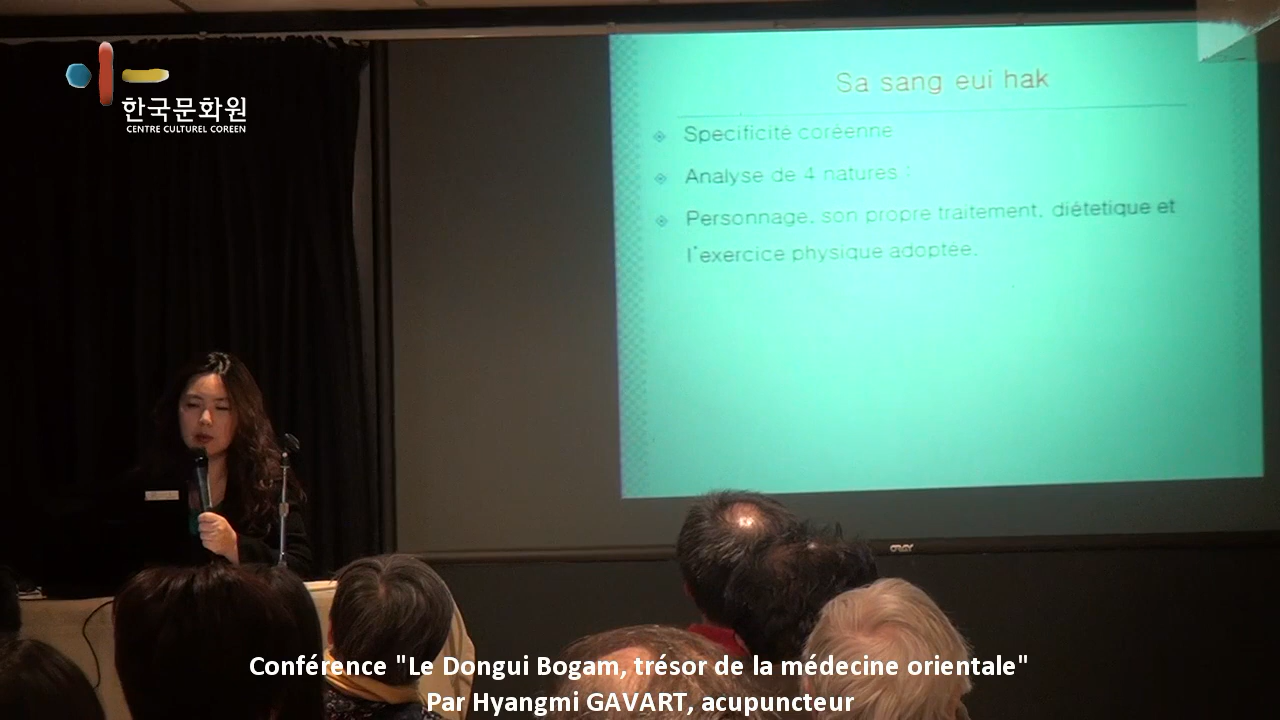 한국문화원
CENTRE CULTUREL COREEN
Sa sang eui hak
Specificité coréenne
Analyse de 4 natures :
Personnage, son propre traitement, diétetique et
l'exercice physique adoptée.
ORAY
Conférence "Le Dongui Bogam, trésor de la médecine orientale"
Par Hyangmi GAVART, acupuncteur